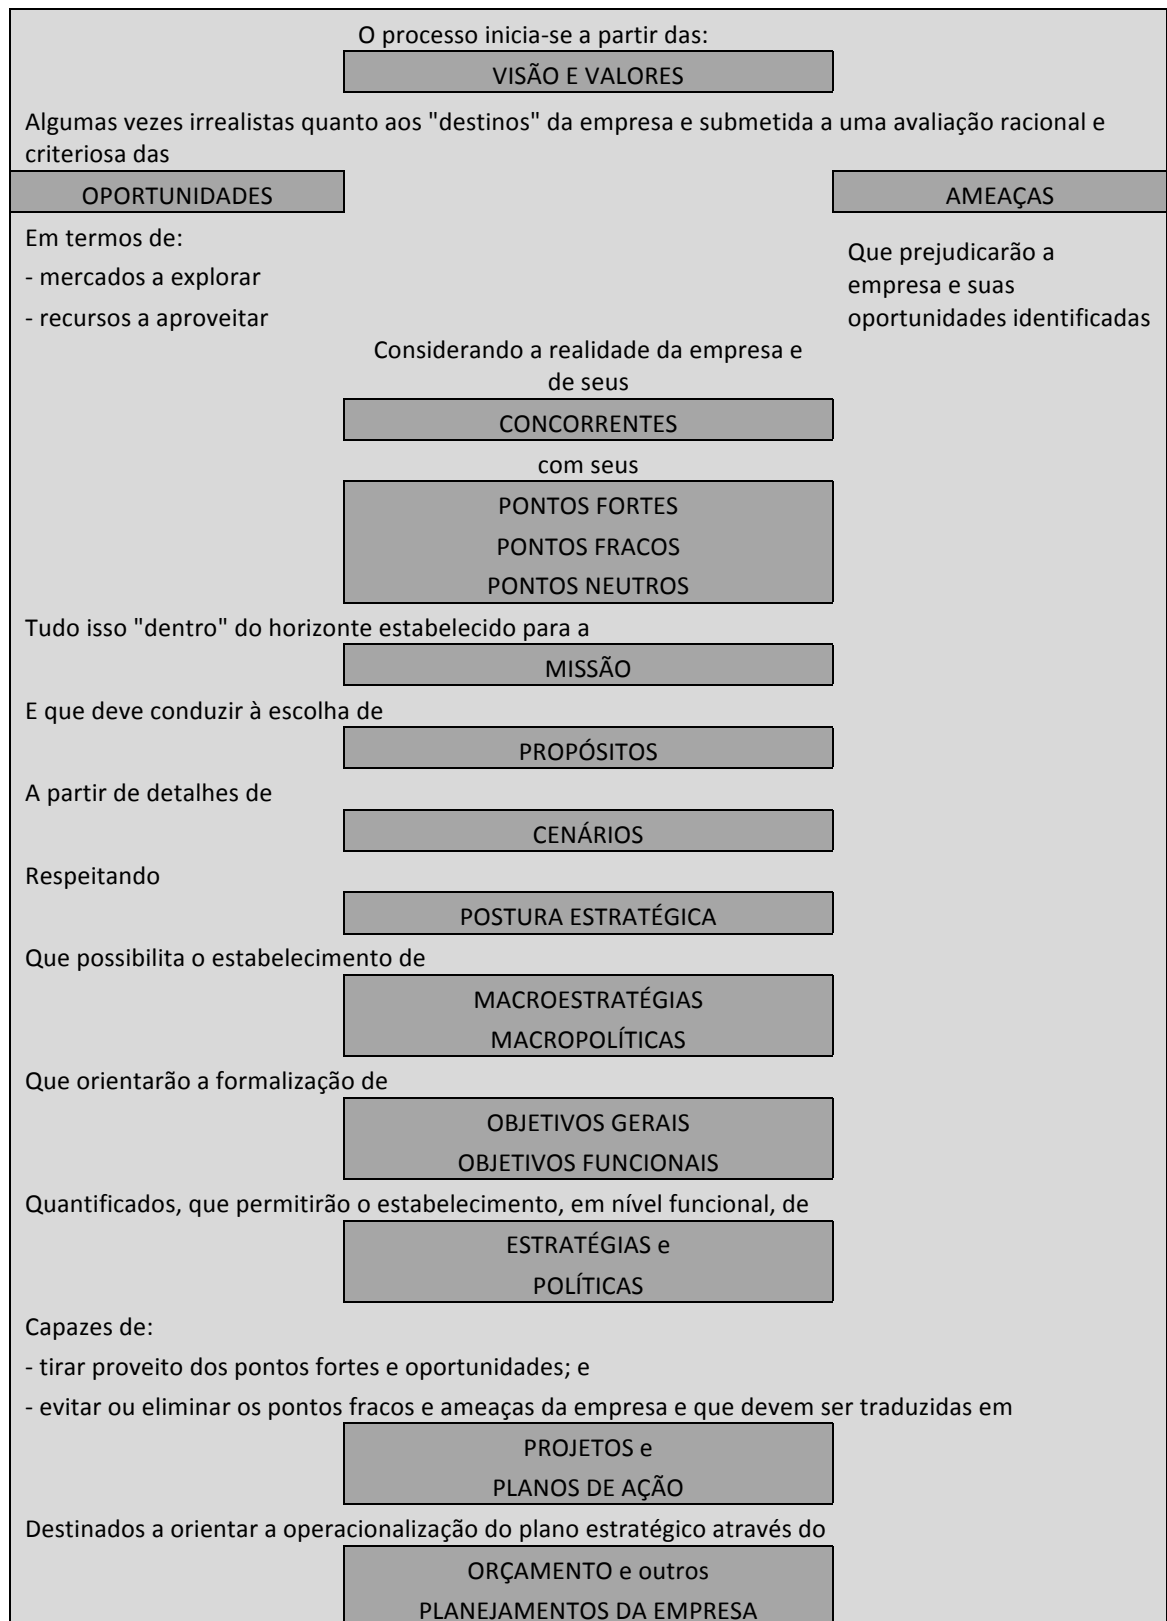 O processo inicia-se a partir das:
VISÃO E VALORES
Algumas vezes irrealistas quanto aos "destinos" da empresa e submetida a uma avaliação racional e
criteriosa das
OPORTUNIDADES
AMEAÇAS
Em termos de:
- mercados a explorar
- recursos a aproveitar
Que prejudicarão a
empresa e suas
oportunidades identificadas
Considerando a realidade da empresa e
de seus
CONCORRENTES
com seus
PONTOS FORTES
PONTOS FRACOS
PONTOS NEUTROS
Tudo isso "dentro" do horizonte estabelecido para a
MISSÃO
E que deve conduzir à escolha de
PROPÓSITOS
A partir de detalhes de
CENÁRIOS
Respeitando
POSTURA ESTRATÉGICA
Que possibilita o estabelecimento de
MACROESTRATÉGIAS
MACROPOLÍTICAS
Que orientarão a formalização de
OBJETIVOS GERAIS
OBJETIVOS FUNCIONAIS
Quantificados, que permitirão o estabelecimento, em nível funcional, de
ESTRATÉGIAS e
POLÍTICAS
Capazes de:
- tirar proveito dos pontos fortes e oportunidades; e
- evitar ou eliminar os pontos fracos e ameaças da empresa e que devem ser traduzidas em
PROJETOS e
PLANOS DE AÇÃO
Destinados a orientar a operacionalização do plano estratégico através do
ORÇAMENTO e outros
PLANEJAMENTOS DA EMPRESA